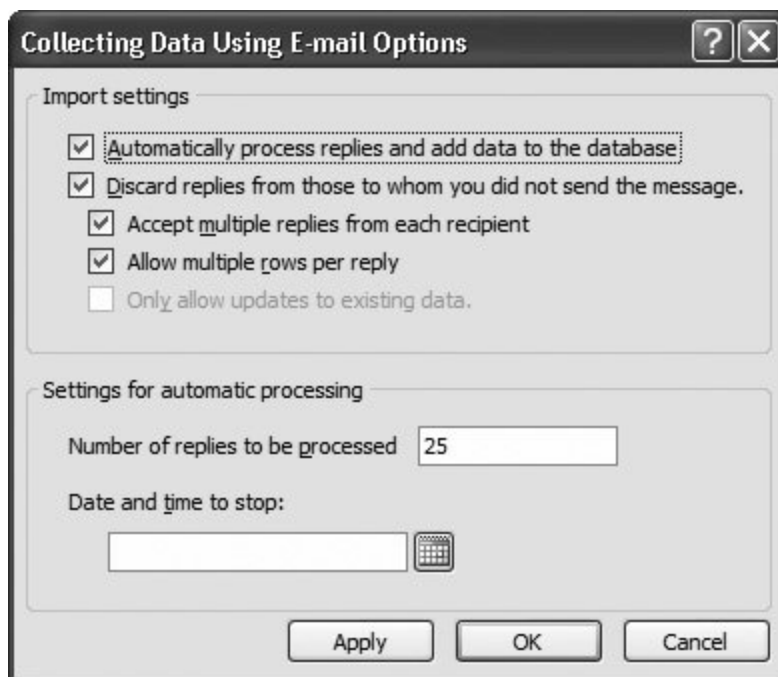 Collecting Data Using E-mail Options
Import settings
Automatically process replies and add data to the database
Discard replies from those to whom you did not send the message.
Accept multiple replies from each recipient
Allow multiple rows per reply
Only allow updates to existing data.
Settings for automatic processing
Number of replies to be processed 25
Date and time to stop:
Apply OK Cancel